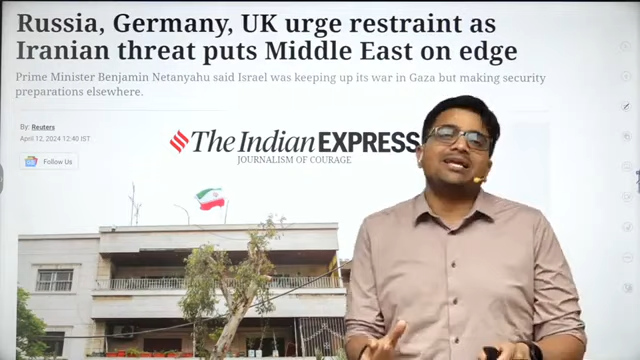 Russia, Germany, UK urge restraint as
Iranian threat puts Middle East on edge
Prime Minister Benjamin Netanyahu said Israel was keeping up its war in Gaza but making security
preparations elsewhere.
By: Reuters
April 12, 2024 12:40 IST
Follow Us
The Indian EXPRESS
JOURNALISM OF COURAGE